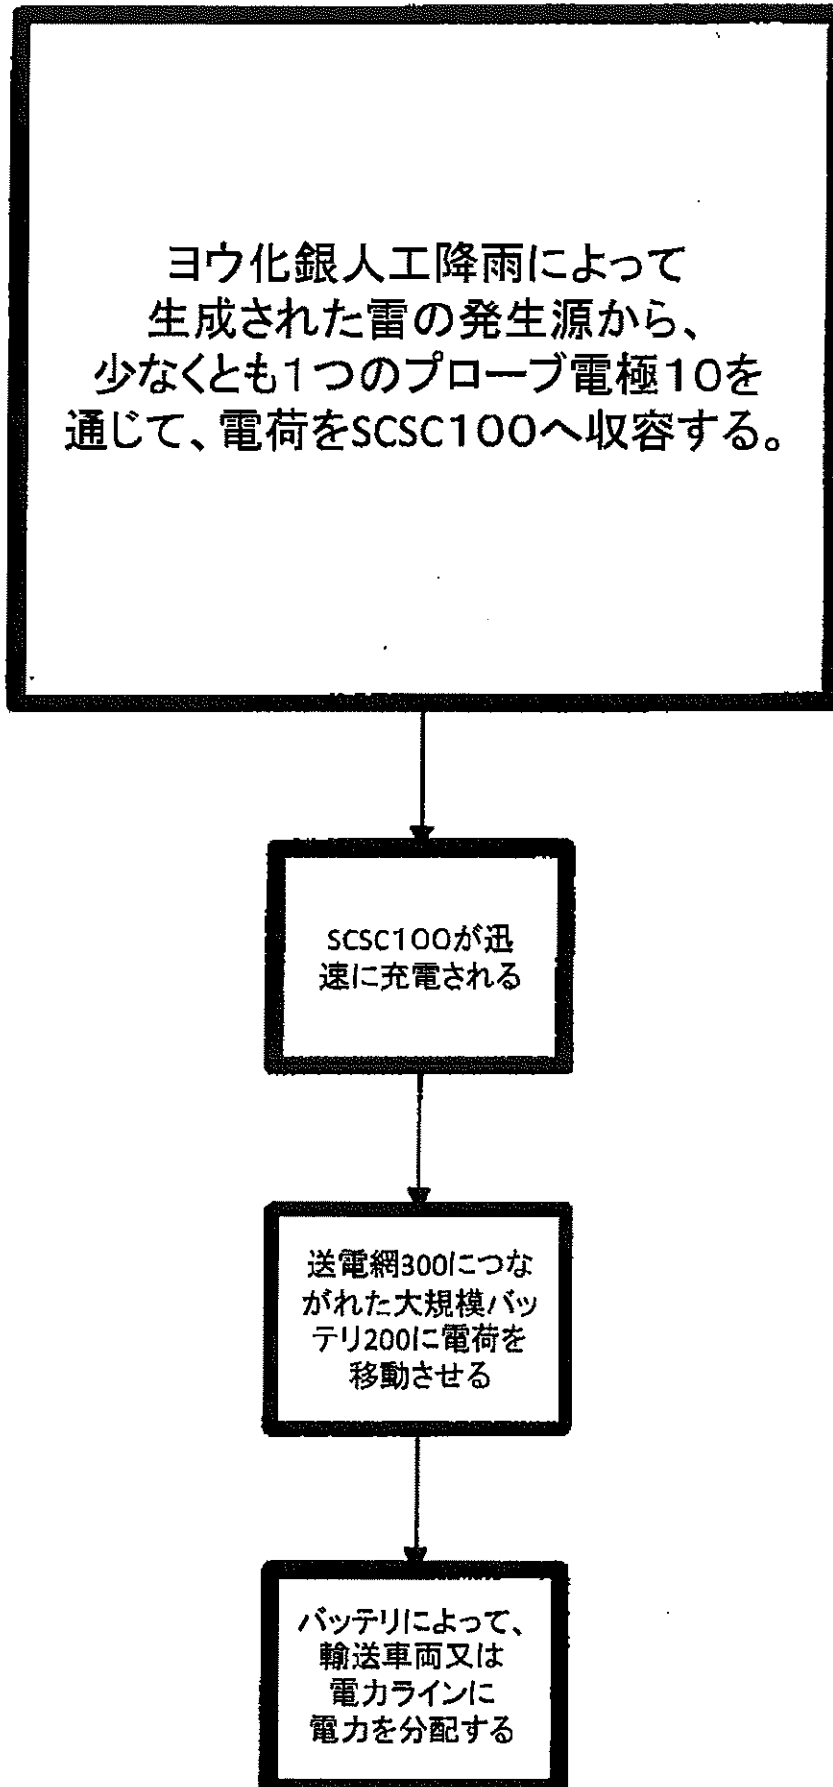 ヨウ化銀人工降雨によって
生成された雷の発生源から、
少なくとも1つのプローブ電極10を
通じて、電荷をSCSC100へ収容する。
SCSC100が迅
速に充電される
送電網300につな
がれた大規模バッ
テリ200に電荷を
移動させる
バッテリによって、
輸送車両又は
電力ラインに
電力を分配する